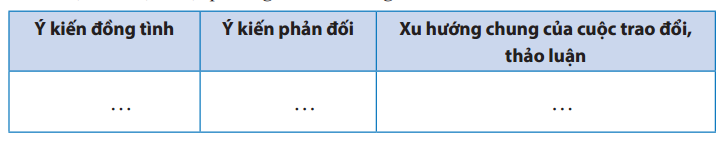 Ý kiến đồng tình
Ý kiến phản đối
Xu hướng chung của cuộc trao đổi,
thảo luận
...
...
...